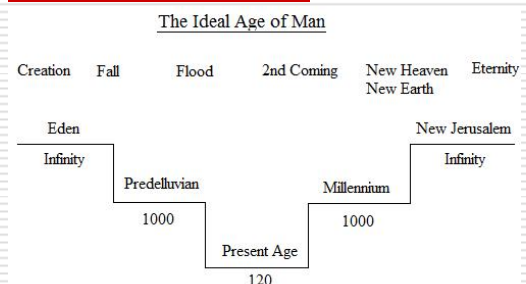 The Ideal Age of Man
Creation Fall Flood 2nd Coming New Heaven Eternity
New Earth
Eden New Jerusalem
Infinity Infinity
Predelluvian Millennium
1000 1000
Present Age
120